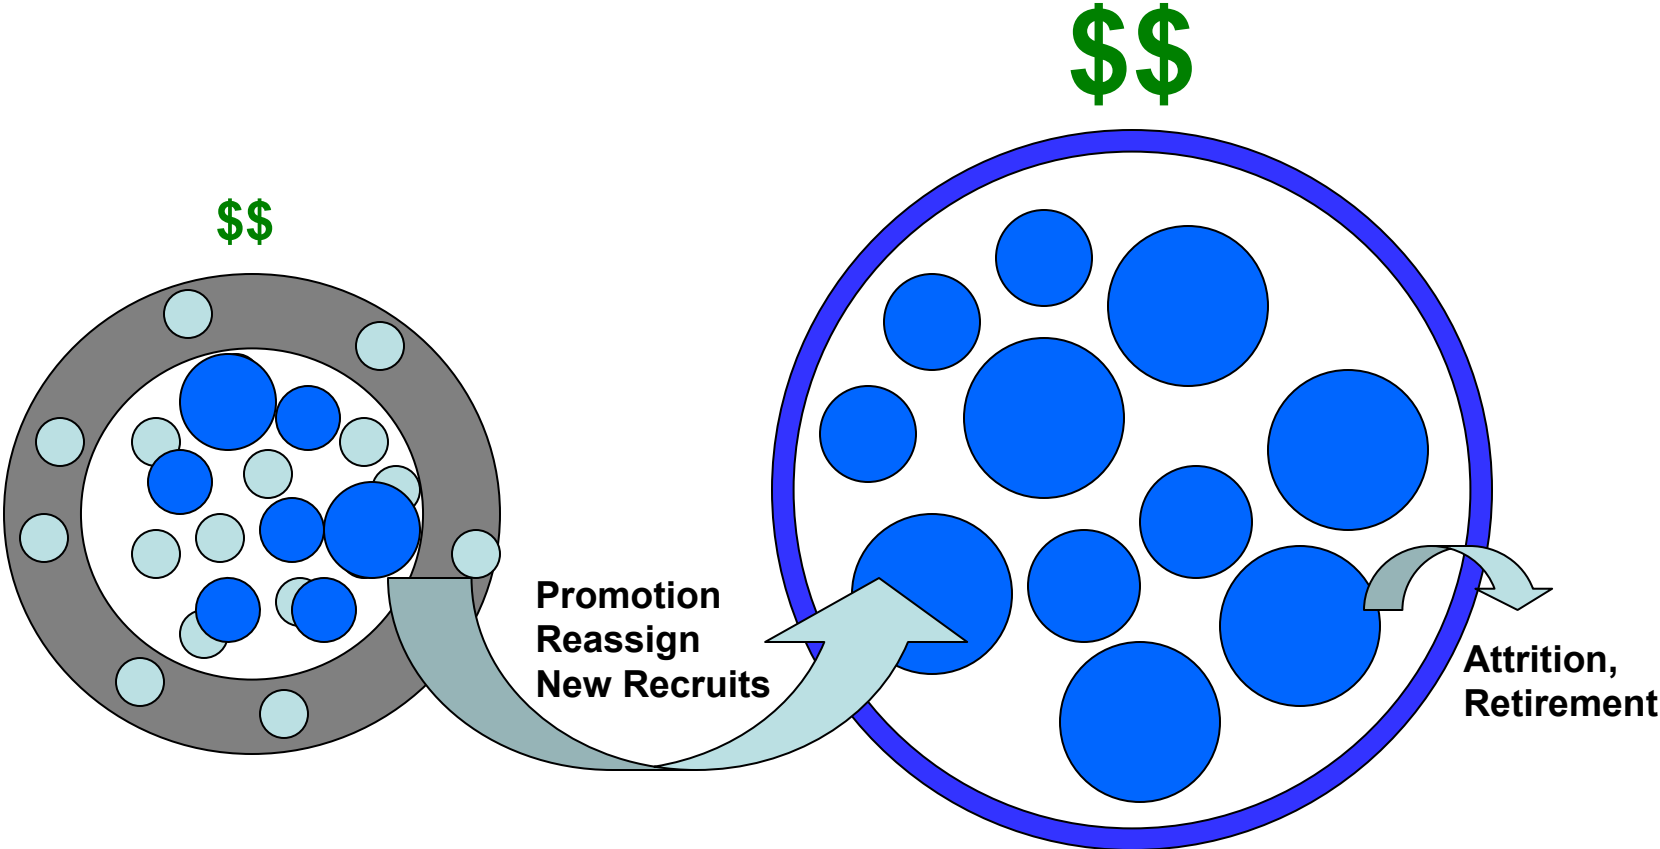 $$
$$
Promotion
Reassign
New Recruits
Attrition,
Retirement